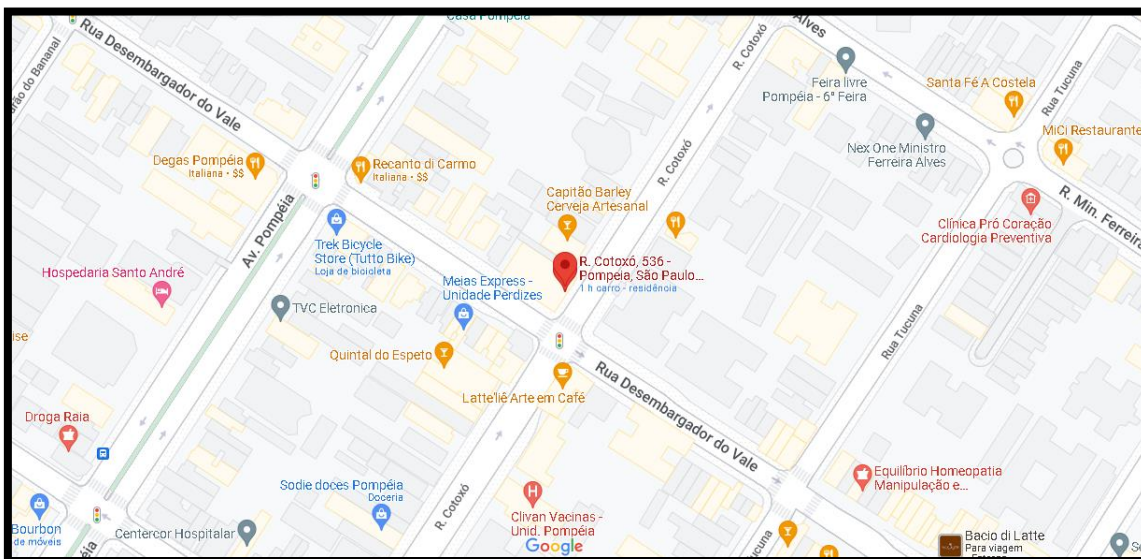 Casa Pompéia
Rua Desembargador do Vale
do Bananal
Av. Pompéia
Degas Pompéia
Italiana • $$
Recanto di Carmo
Italiana • $$
Trek Bicycle
Store (Tutto Bike)
Loja de bicicleta
Hospedaria Santo André
TVC Eletronica
Meias Express -
Unidade Perdizes
Quintal do Espeto
Capitão Barley
Cerveja Artesanal
R. Cotoxó
R. Cotoxó
R. Cotoxó, 536 -
Pompeia, São Paulo...
1 h carro - residência
Alves
Feira livre
Pompéia - 6ª Feira
Santa Fé A Costela
Rua Tucuna
MiCi Restaurante
Nex One Ministro
Ferreira Alves
R. Min. Ferreira
Clínica Pró Coração
Cardiologia Preventiva
Rua Tucuna
Latte'liê Arte em Café
Rua Desembargador do Vale
Droga Raia
Bourbon
de móveis
Pompéia
Centercor Hospitalar
Sodie doces Pompéia
Doceria
R. Cotoxó
H
Clivan Vacinas -
Unid. Pompéia
Google
Equilíbrio Homeopatia
Manipulação e...
Tucuna
Bacio di Latte
Para viagem